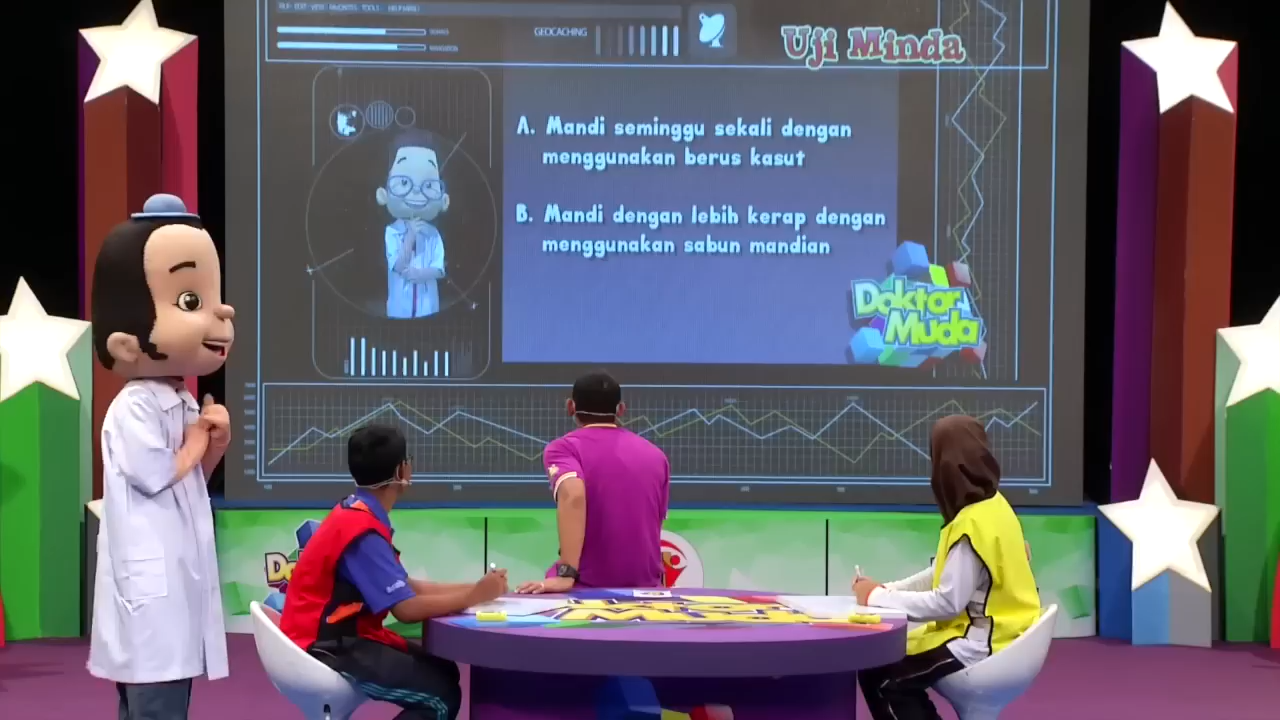 GEOCACHING
Uji Minda
A. Mandi seminggu sekali dengan
menggunakan berus kasut
B. Mandi dengan lebih kerap dengan
menggunakan sabun mandian
Doktor
Muda